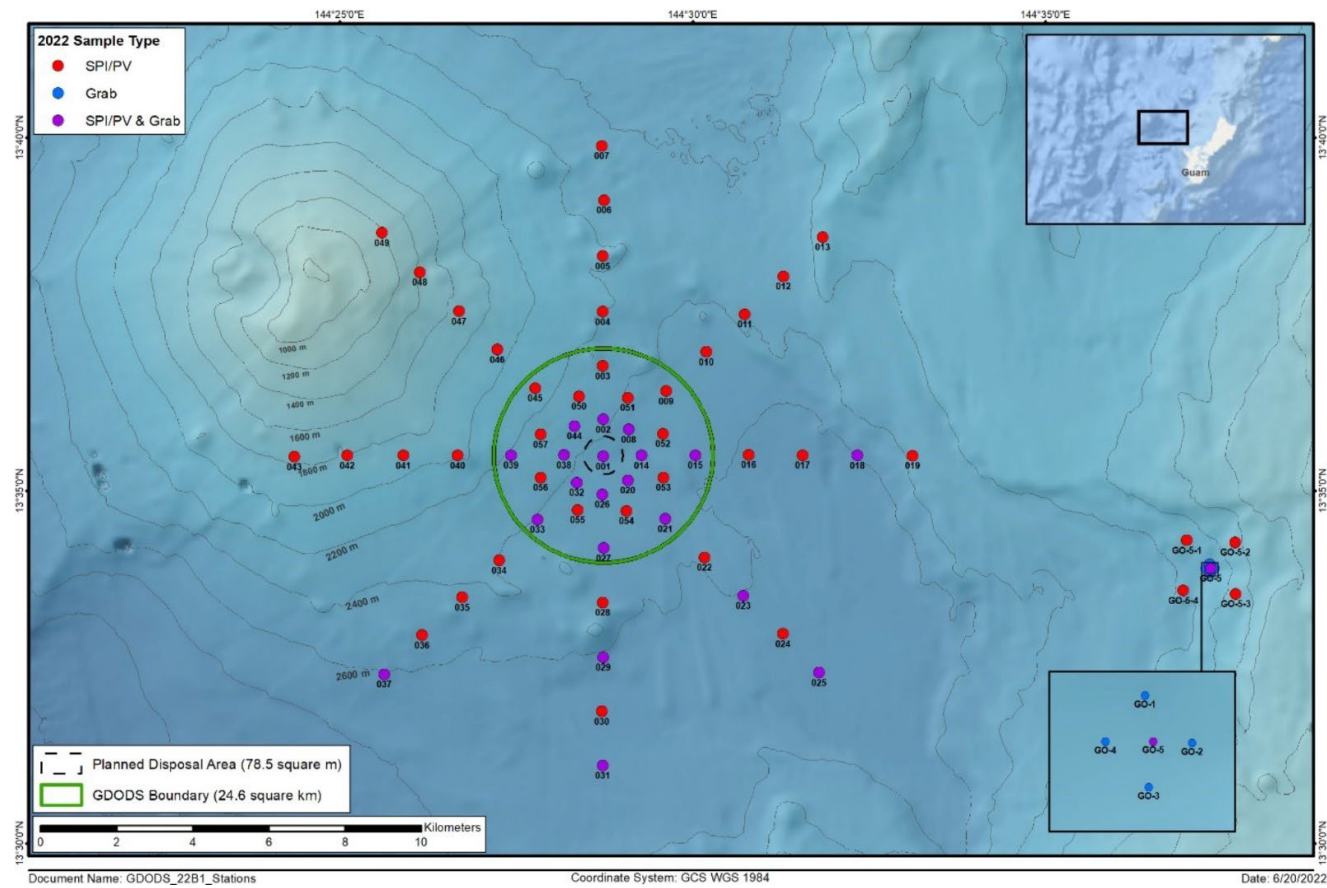 144°25'0"E 144°30'0"E 144°35'0"E
2022 Sample Type
SPI/PV
Grab
SPI/PV & Grab
Guam
13°40'0"N 13°40'0"N
007
006
013
049
005
048
012
004
047
011
046
010
1000 m
003
1200 m
045 050 051 009
1400 m
002
044 008
1600 m
057 052
043 042 041 040 039 038 001 014 015 016 017 018 019
1800 m
056 032 020 053
13°35'0"N 13°35'0"N
026
2000 m
055 054
033 021
2200 m
027
GO-5-1 GO-5-2
034 022
GO-5
2400 m
035 023
GO-5-4 GO-5-3
028
036 024
029
2600 m
037 025
030
031
GO-1
GO-4 GO-5 GO-2
GO-3
Planned Disposal Area (78.5 square m)
GDODS Boundary (24.6 square km)
Kilometers
0 2 4 6 8 10
13°30'0"N 13°30'0"N
Document Name: GDODS_22B1_Stations Coordinate System: GCS WGS 1984 Date: 6/20/2022